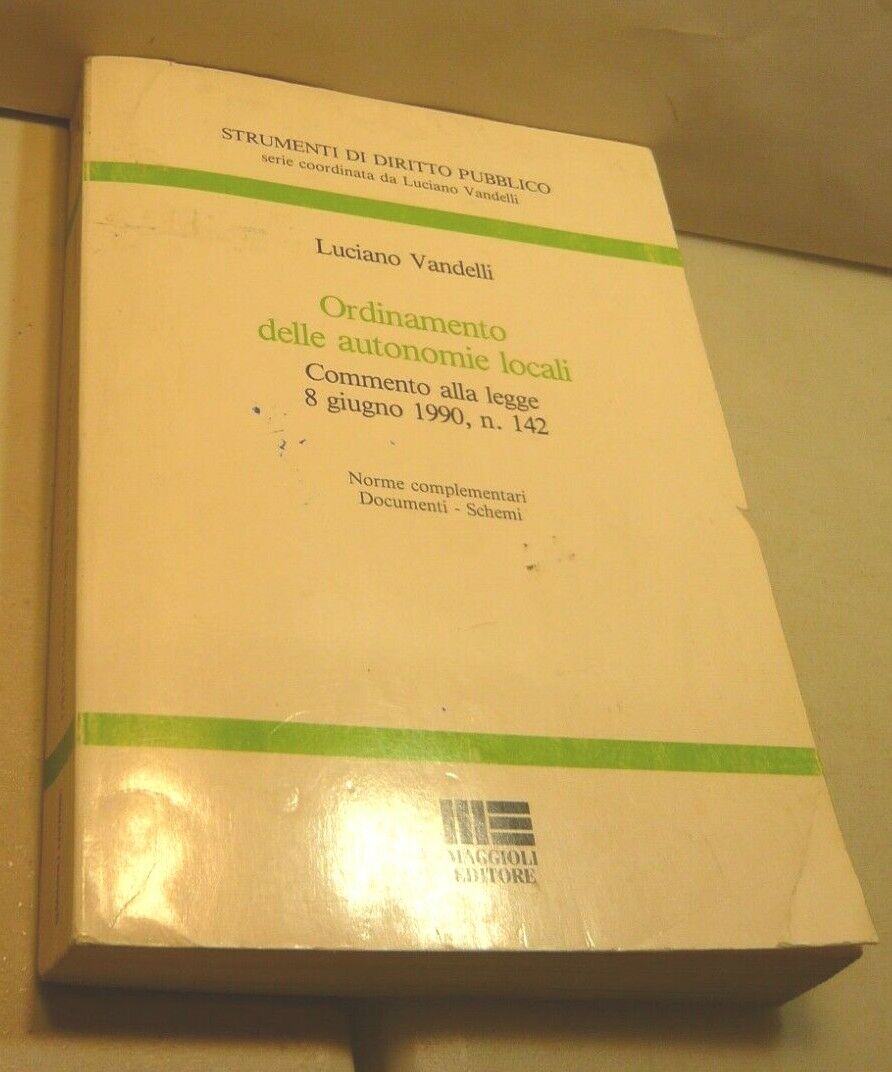 STRUMENTI DI DIRITTO PUBBLICO
serie coordinata da Luciano Vandelli
Luciano Vandelli
Ordinamento
delle autonomie locali
Commento alla legge
8 giugno 1990, n. 142
Norme complementari
Documenti - Schemi
MAGGIOLI
EDITORE